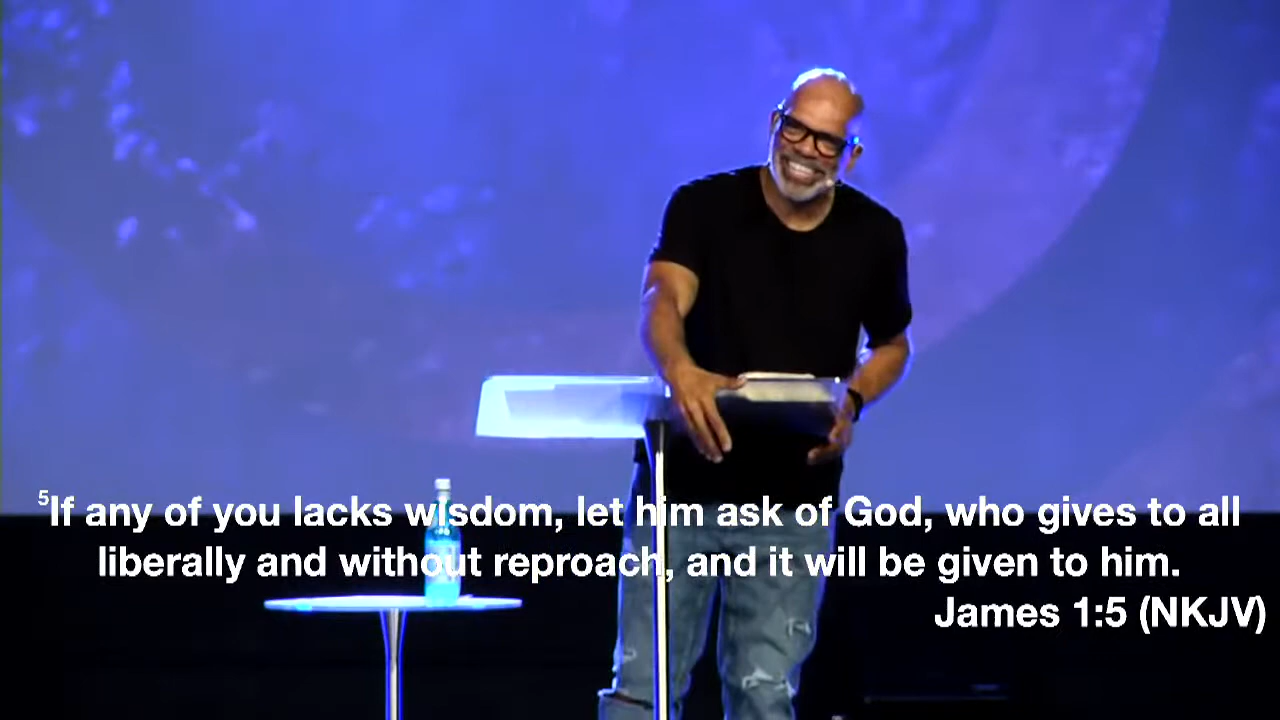 ⁵If any of you lacks wisdom, let him ask of God, who gives to all
liberally and without reproach, and it will be given to him.
James 1:5 (NKJV)